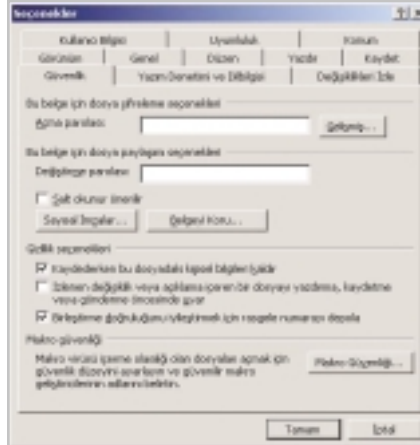 Seçenekler
Kullanıcı Bilgisi Uyumluluk Konum
Görünüm Genel Düzen Yazdır Kaydet
Güvenlik Yazım Denetimi ve Dilbilgisi Değişiklikleri İzle
Bu belge için dosya şifreleme seçenekleri
Açma parolası: Gelişmiş...
Bu belge için dosya paylaşım seçenekleri
Değiştirme parolası:
Salt okunur önerilir
Sayısal İmzalar... Belgeyi Koru...
Gizlilik seçenekleri
Kaydederken bu dosyadaki kişisel bilgileri kaldır
İzlenen değişiklik veya açıklama içeren bir dosyayı yazdırma, kaydetme
veya gönderme öncesinde uyar
Birleştirme doğruluğunu iyileştirmek için rasgele numarayı depola
Makro güvenliği
Makro virüsü içerme olasılığı olan dosyaları açmak için
güvenlik düzeyini ayarlayın ve güvenilir makro
geliştiricilerinin adlarını belirtin.
Makro Güvenliği...
Tamam İptal